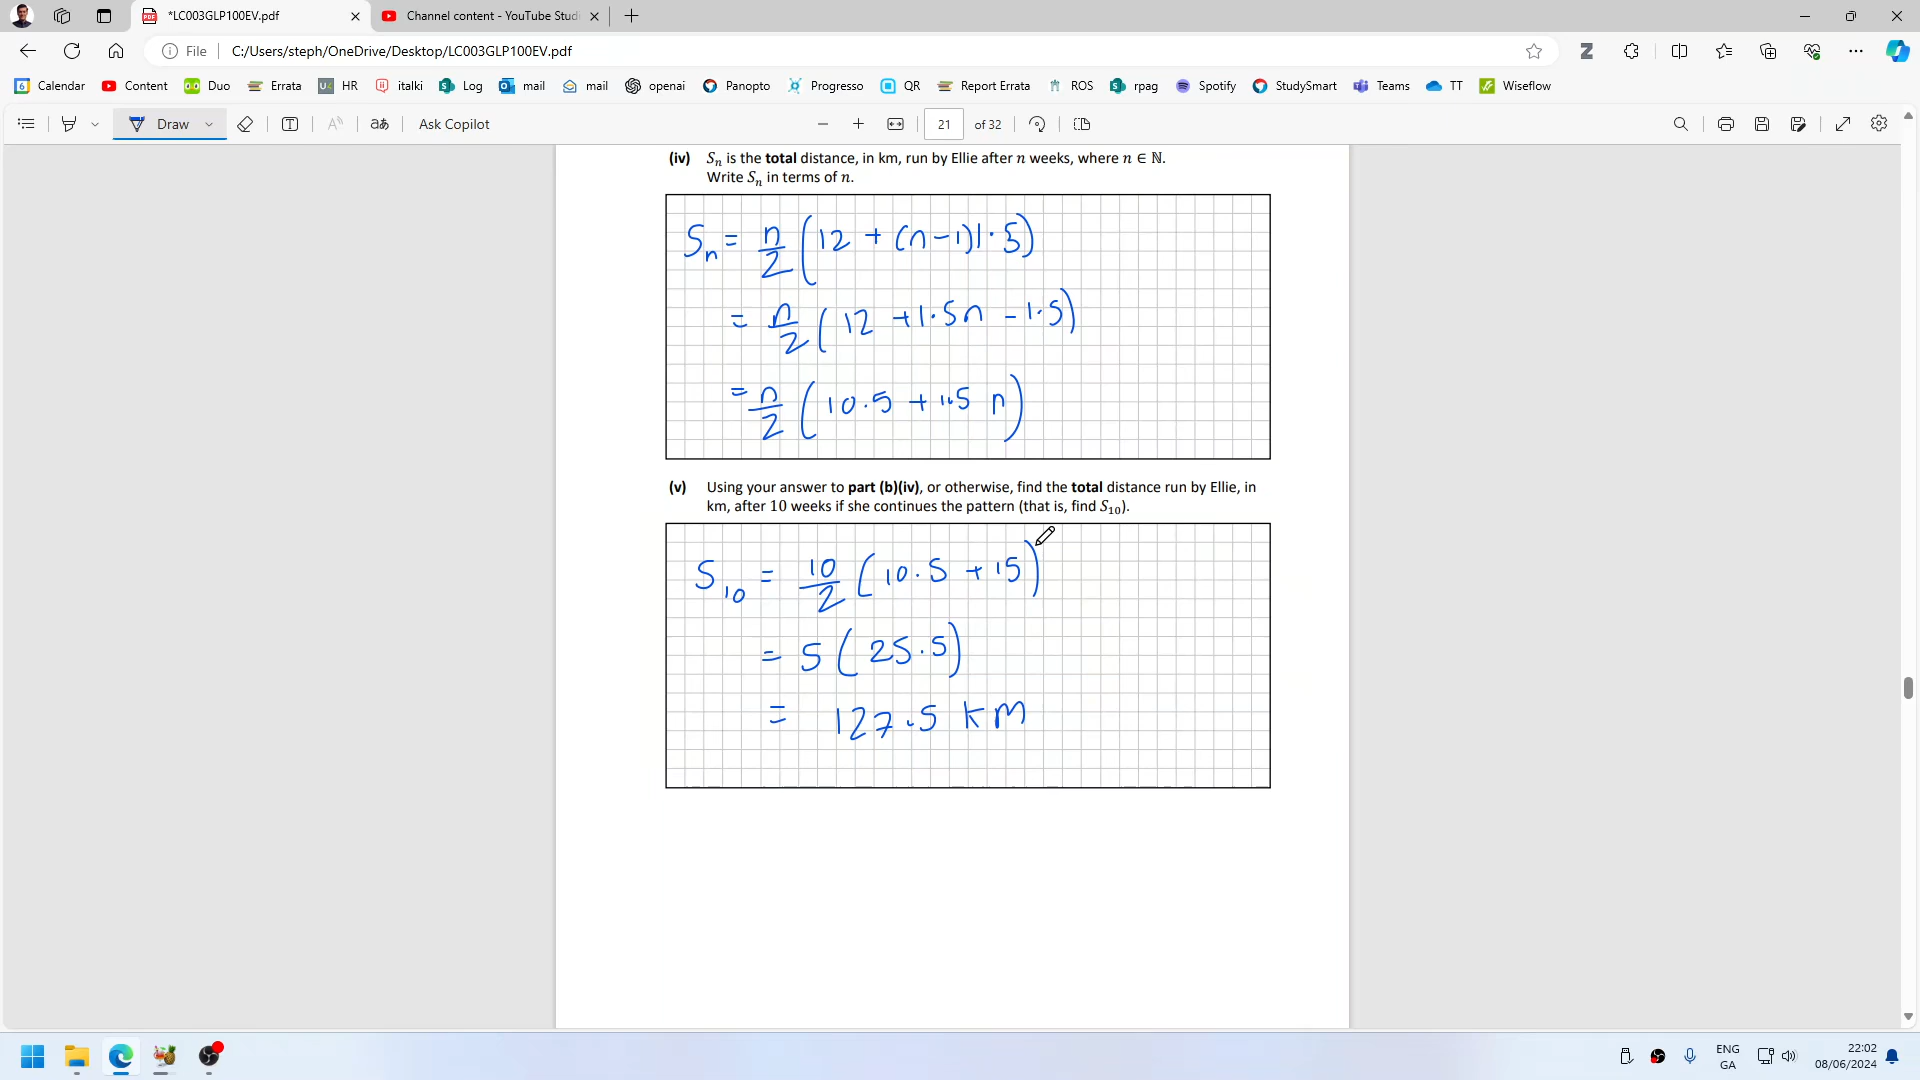 *LC003GLP100EV.pdf
Channel content - YouTube Stud
File
C:/Users/steph/OneDrive/Desktop/LC003GLP100EV.pdf
Calendar Content Duo Errata HR italki Log mail mail openai Panopto Progresso QR Report Errata ROS rpag Spotify StudySmart Teams TT Wiseflow
Draw
aあ
Ask Copilot
21 of 32
(iv) Sₙ is the total distance, in km, run by Ellie after n weeks, where n ∈ ℕ.
Write Sₙ in terms of n.
Sₙ = n/2 (12 + (n-1)1.5)
= n/2 (12 + 1.5n - 1.5)
= n/2 (10.5 + 1.5 n)
(v) Using your answer to part (b)(iv), or otherwise, find the total distance run by Ellie, in
km, after 10 weeks if she continues the pattern (that is, find S₁₀).
S₁₀ = 10/2 (10.5 + 15)
= 5 (25.5)
= 127.5 km
ENG
GA
22:02
08/06/2024